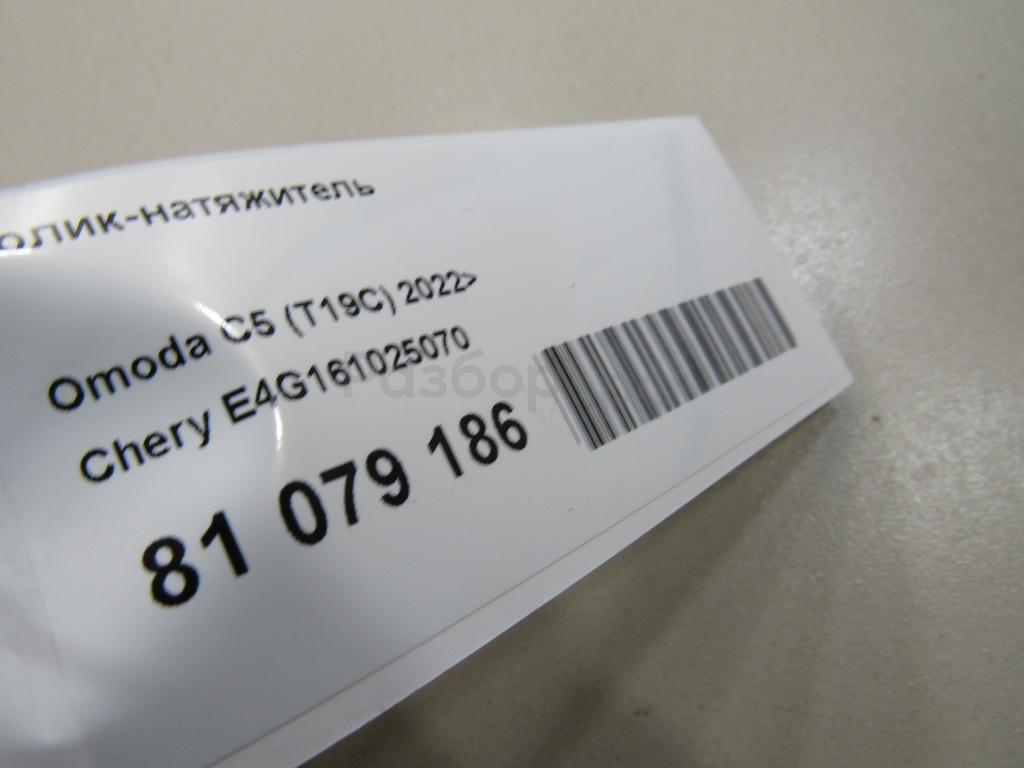 олик-натяжитель
Omoda C5 (T19C) 2022>
Chery E4G161025070
81 079 186